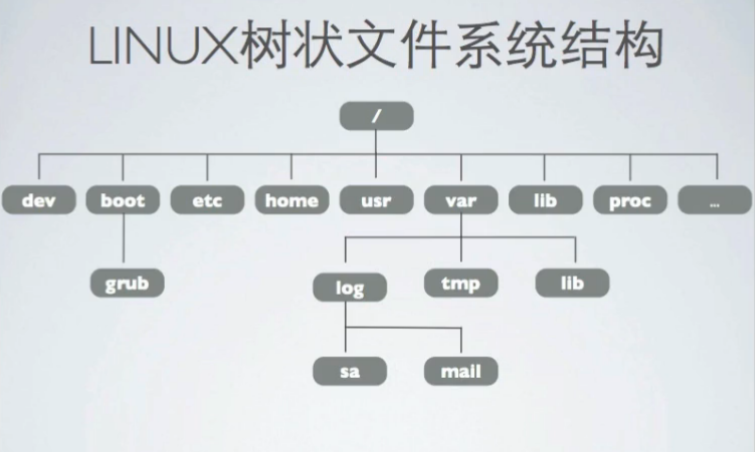 LINUX树状文件系统结构
/
dev boot etc home usr var lib proc ...
grub log tmp lib
sa mail